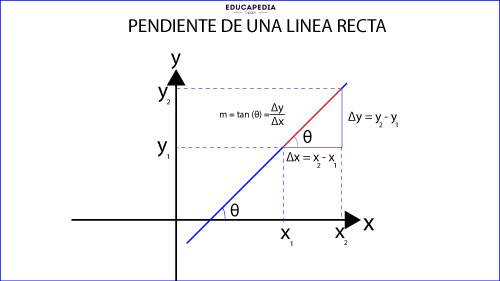 EDUCAPEDIA
PENDIENTE DE UNA LINEA RECTA
y
y₂
m = tan (θ) = Δy/Δx
Δy = y₂ - y₁
θ
y₁
Δx = x₂ - x₁
θ
x
x₁
x₂